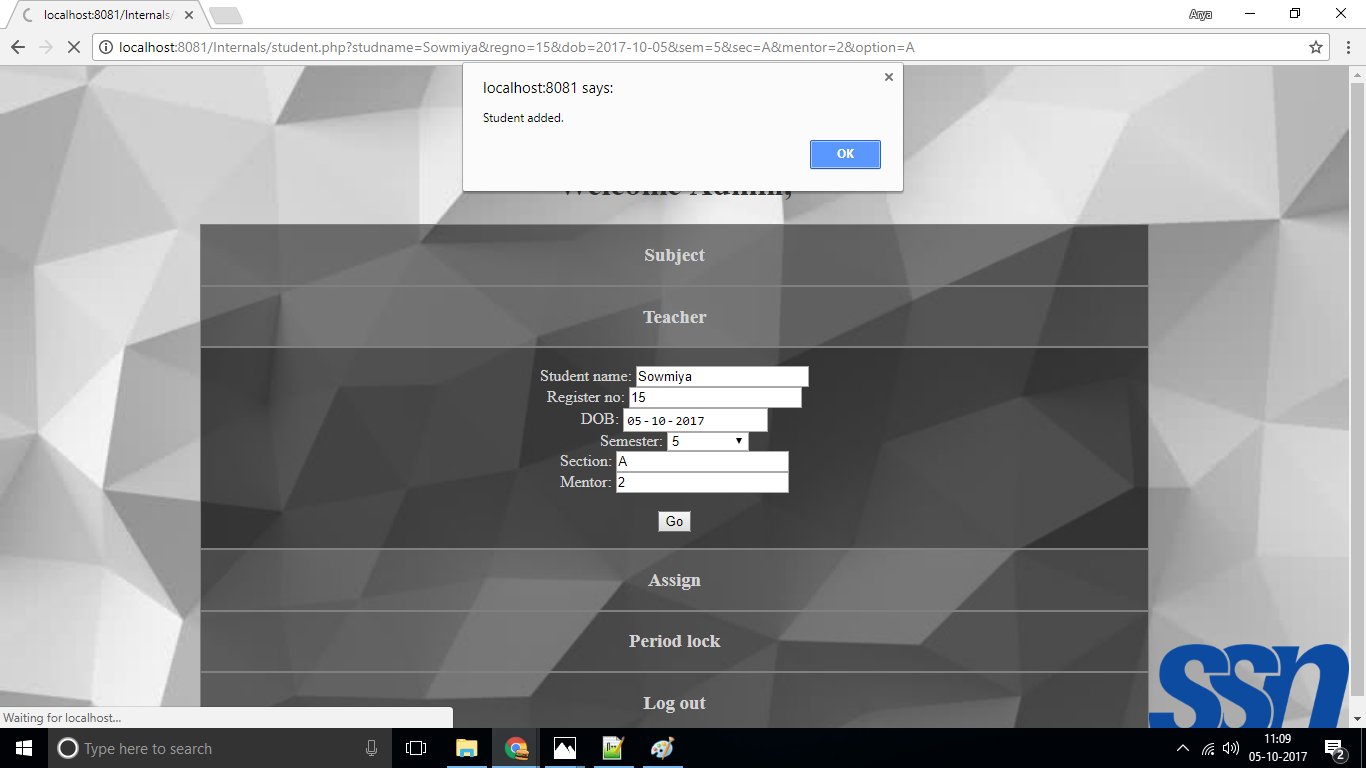 localhost:8081/Internals/
Arya
localhost:8081/Internals/student.php?studname=Sowmiya&regno=15&dob=2017-10-05&sem=5&sec=A&mentor=2&option=A
localhost:8081 says:
Student added.
OK
Welcome Admin,
Subject
Teacher
Student name: Sowmiya
Register no: 15
DOB: 05-10-2017
Semester: 5
Section: A
Mentor: 2
Go
Assign
Period lock
Log out
ssn
Waiting for localhost...
Type here to search
11:09
05-10-2017
2